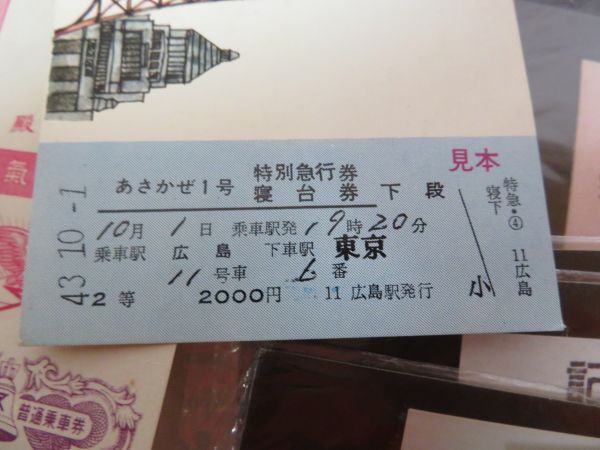 見本
特別急行券
あさかぜ1号 寝台券 下段
10月 1日 乗車駅発 19時20分
乗車駅 広島 下車駅 東京
11号車 番
2等 2000円 11 広島駅発行
43.10.-1
特急・④ 11広島
寝下
小
殿
氣
普通乗車券